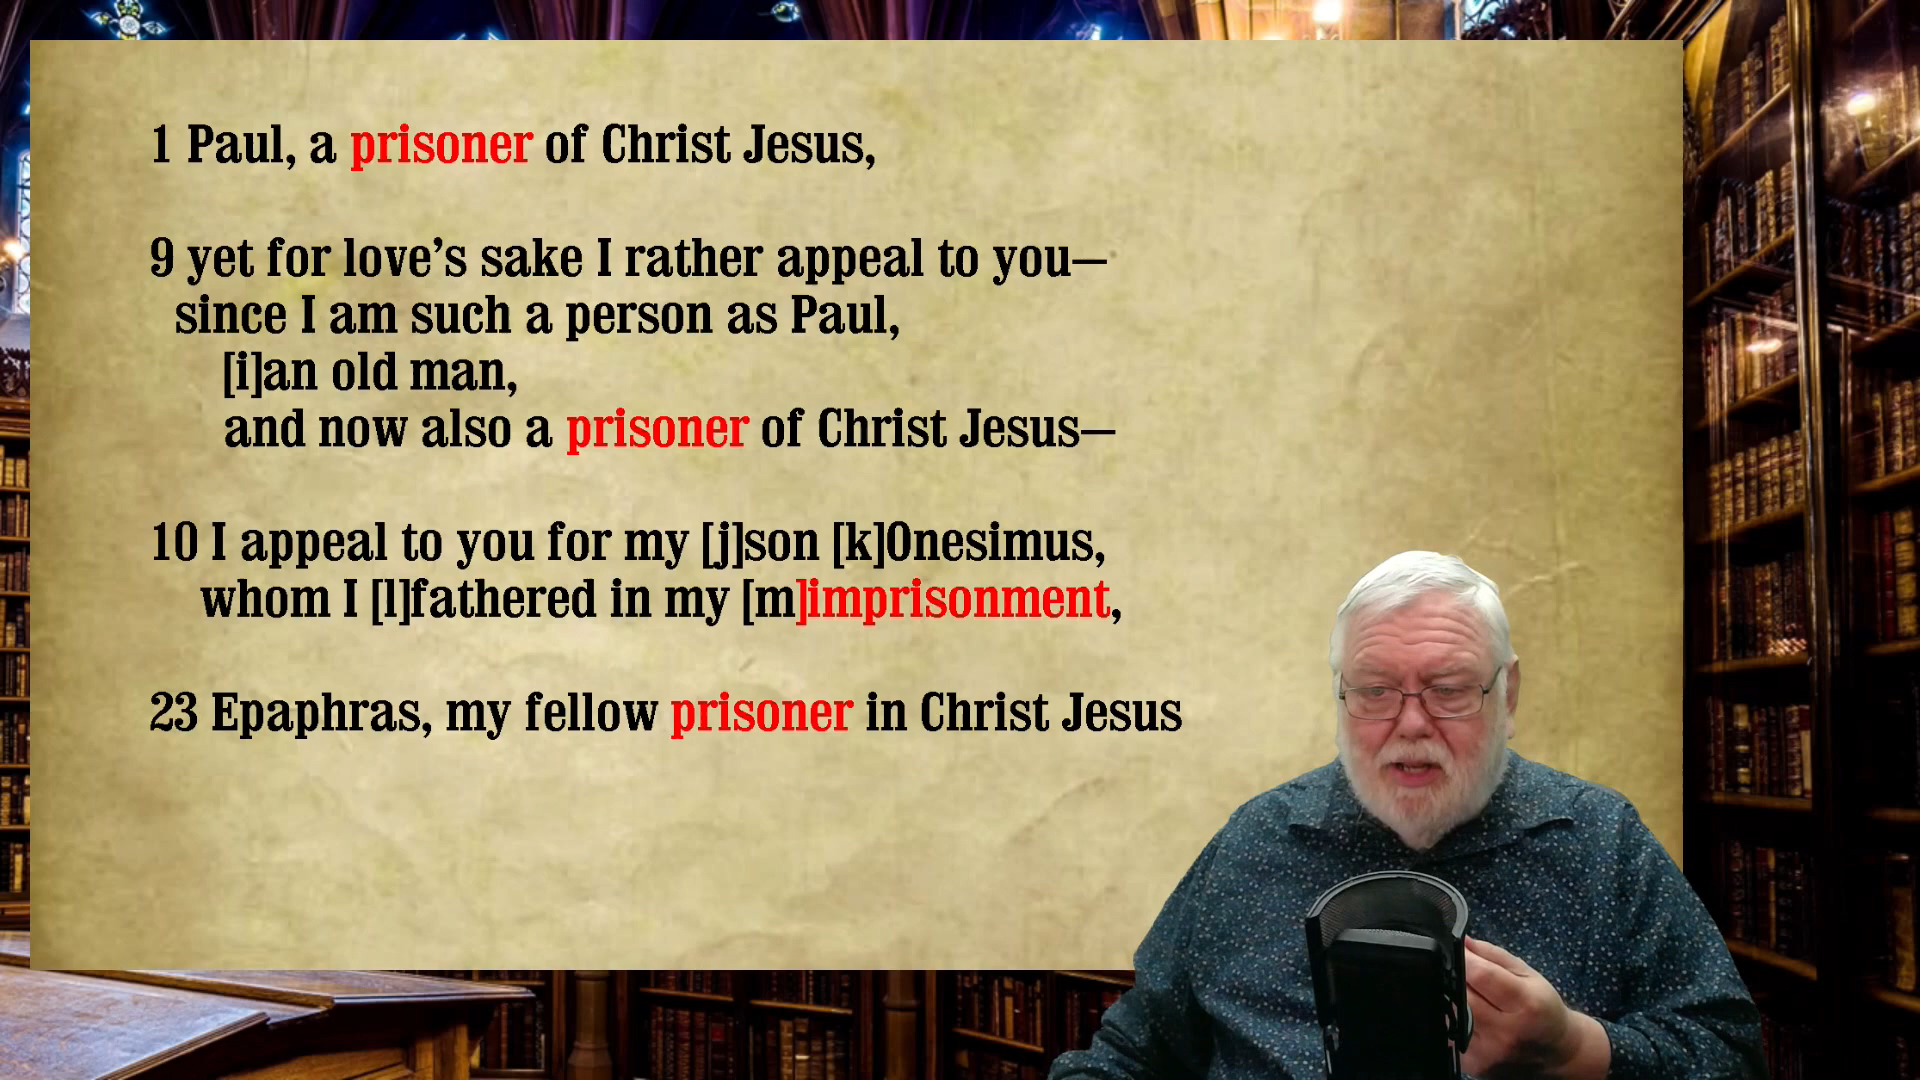 1 Paul, a prisoner of Christ Jesus,
9 yet for love’s sake I rather appeal to you—
since I am such a person as Paul,
[i]an old man,
and now also a prisoner of Christ Jesus—
10 I appeal to you for my [j]son [k]Onesimus,
whom I [l]fathered in my [m]imprisonment,
23 Epaphras, my fellow prisoner in Christ Jesus